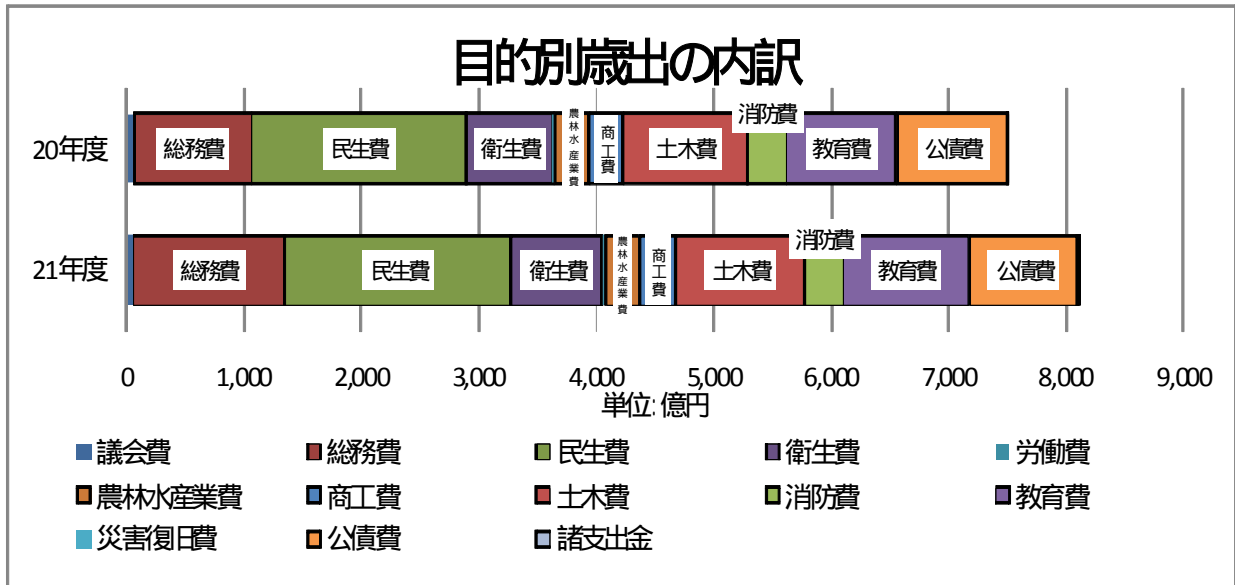 目的別歳出の内訳
消防費
20年度
総務費
民生費
衛生費
農林水産業費
商工費
土木費
教育費
公債費
消防費
21年度
総務費
民生費
衛生費
農林水産業費
商工費
土木費
教育費
公債費
0 1,000 2,000 3,000 4,000 5,000 6,000 7,000 8,000 9,000
単位:億円
議会費 総務費 民生費 衛生費 労働費
農林水産業費 商工費 土木費 消防費 教育費
災害復旧費 公債費 諸支出金